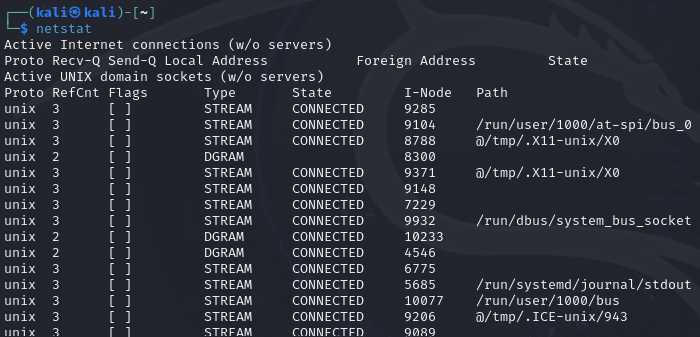 ┌──(kali㉿kali)-[~]
└─$ netstat
Active Internet connections (w/o servers)
Proto Recv-Q Send-Q Local Address           Foreign Address         State
Active UNIX domain sockets (w/o servers)
Proto RefCnt Flags       Type       State         I-Node   Path
unix  3      [ ]         STREAM     CONNECTED     9285
unix  3      [ ]         STREAM     CONNECTED     9104     /run/user/1000/at-spi/bus_0
unix  3      [ ]         STREAM     CONNECTED     8788     @/tmp/.X11-unix/X0
unix  2      [ ]         DGRAM                    8300
unix  3      [ ]         STREAM     CONNECTED     9371     @/tmp/.X11-unix/X0
unix  3      [ ]         STREAM     CONNECTED     9148
unix  3      [ ]         STREAM     CONNECTED     7229
unix  3      [ ]         STREAM     CONNECTED     9932     /run/dbus/system_bus_socket
unix  2      [ ]         DGRAM      CONNECTED     10233
unix  2      [ ]         DGRAM      CONNECTED     4546
unix  3      [ ]         STREAM     CONNECTED     6775
unix  3      [ ]         STREAM     CONNECTED     5685     /run/systemd/journal/stdout
unix  3      [ ]         STREAM     CONNECTED     10077    /run/user/1000/bus
unix  3      [ ]         STREAM     CONNECTED     9206     @/tmp/.ICE-unix/943
unix  3      [ ]         STREAM     CONNECTED     9089